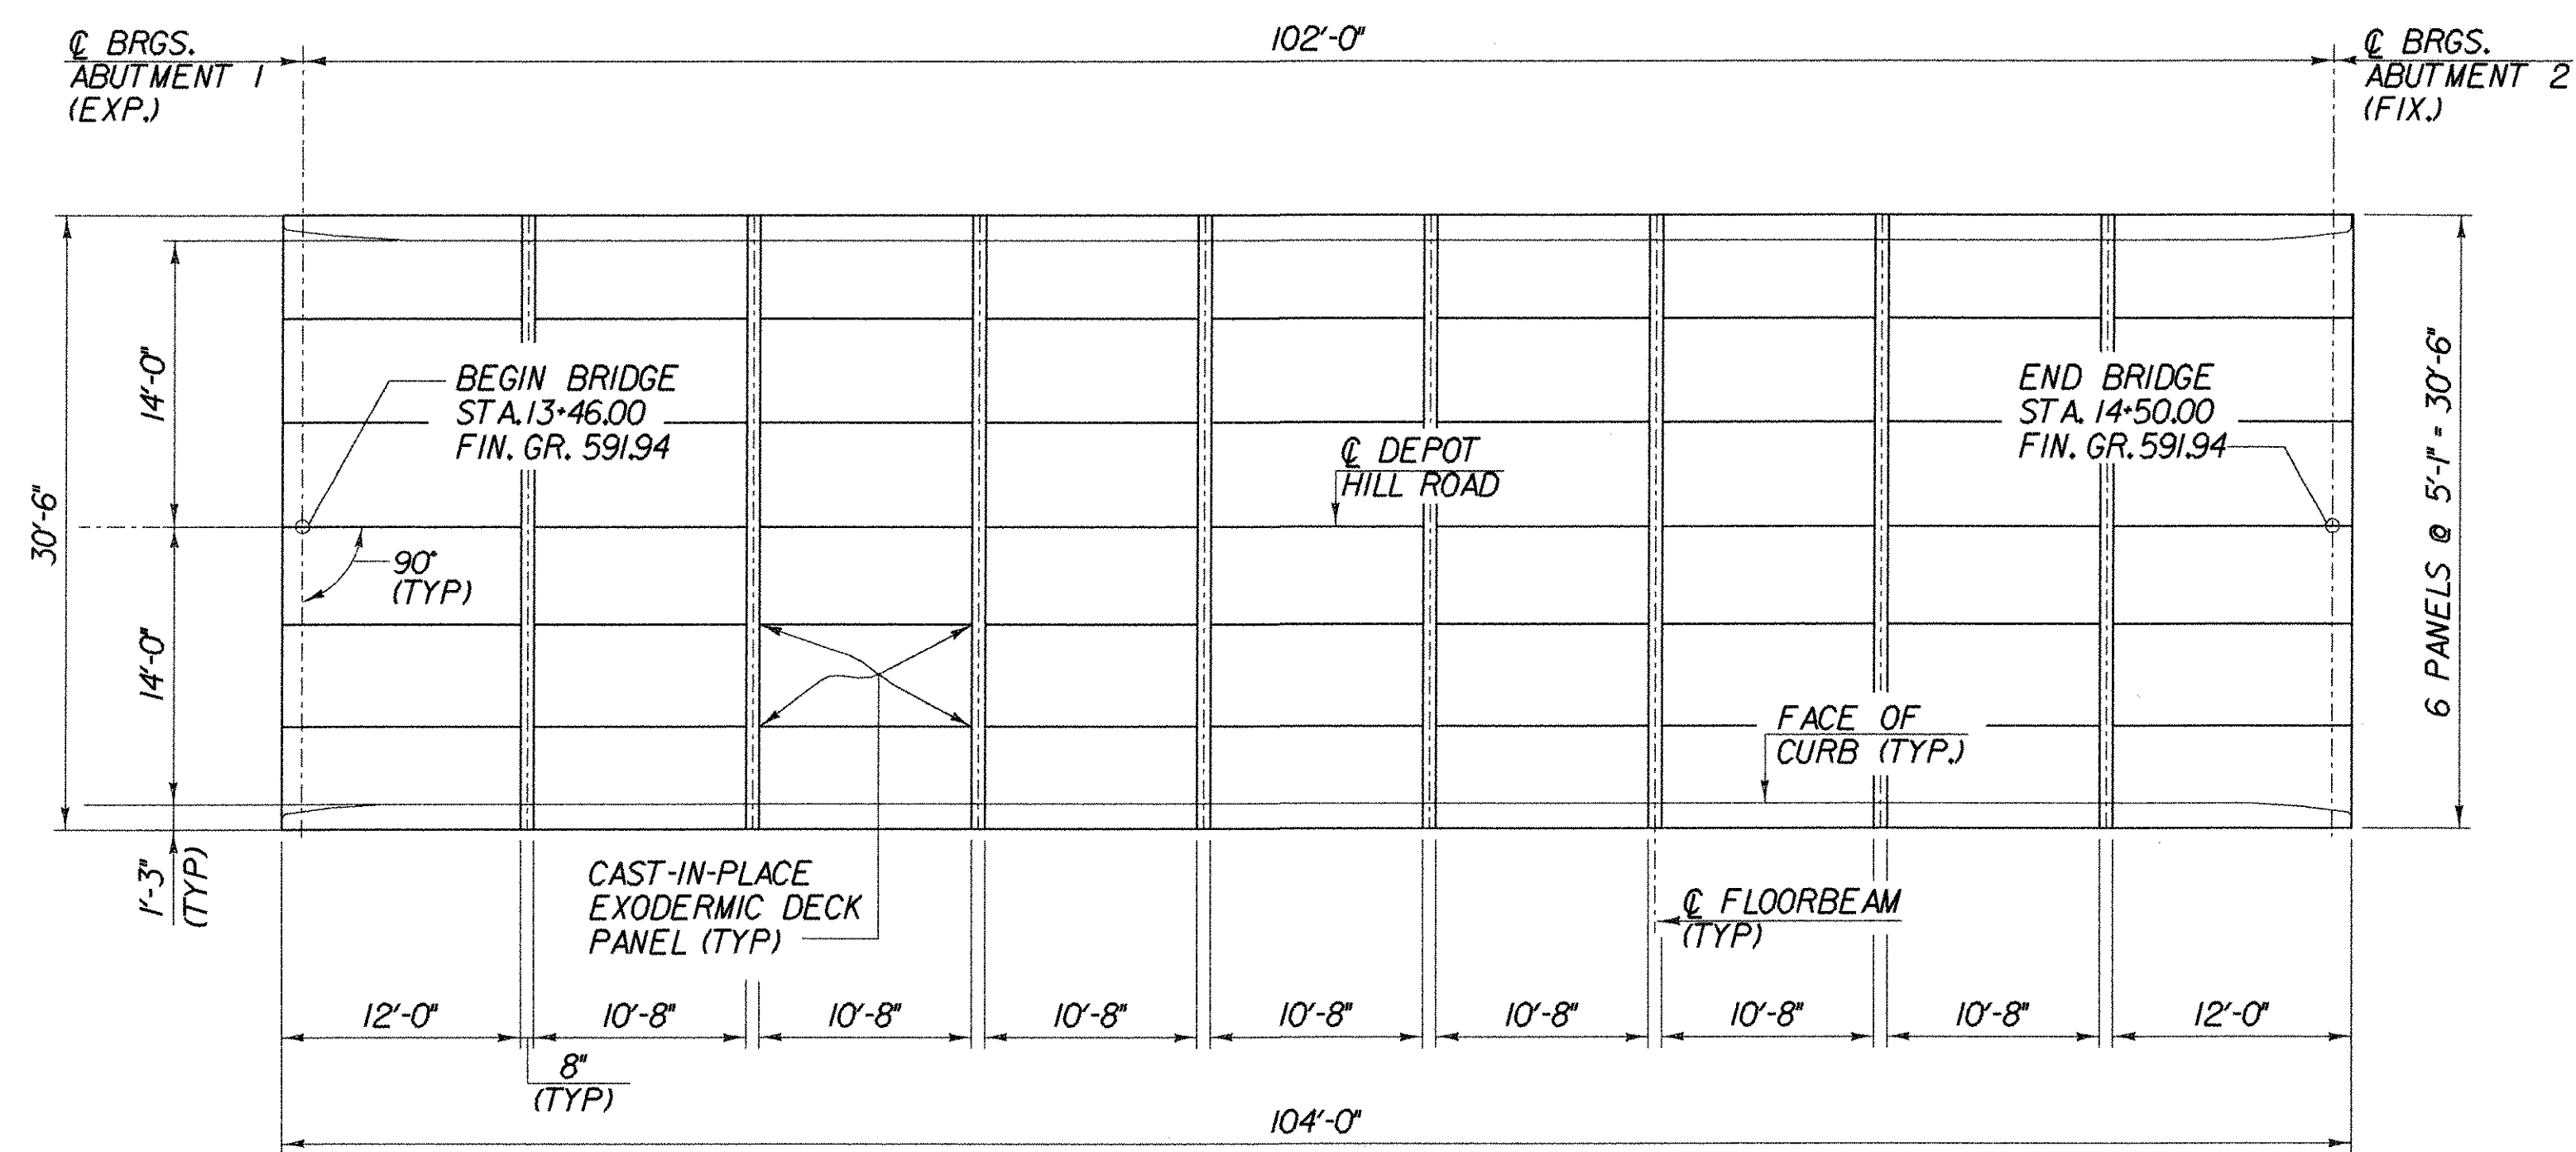 ℄ BRGS.
ABUTMENT 1
(EXP.)
102'-0"
℄ BRGS.
ABUTMENT 2
(FIX.)
30'-6"
14'-0"
14'-0"
1'-3"
(TYP)
BEGIN BRIDGE
STA. 13+46.00
FIN. GR. 591.94
90°
(TYP)
℄ DEPOT
HILL ROAD
END BRIDGE
STA. 14+50.00
FIN. GR. 591.94
6 PANELS @ 5'-1" = 30'-6"
FACE OF
CURB (TYP.)
CAST-IN-PLACE
EXODERMIC DECK
PANEL (TYP)
℄ FLOORBEAM
(TYP)
12'-0"
10'-8"
10'-8"
10'-8"
10'-8"
10'-8"
10'-8"
10'-8"
12'-0"
8"
(TYP)
104'-0"